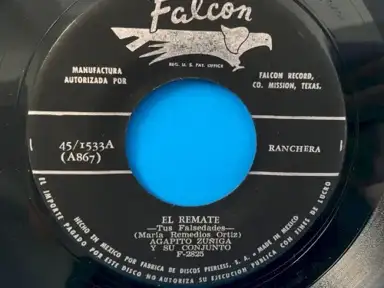 Falcon
REG. U. S. PAT. OFFICE
MANUFACTURA
AUTORIZADA POR
FALCON RECORD,
CO. MISSION, TEXAS.
45/1533A
(A867)
RANCHERA
EL REMATE
—Tus Falsedades—
(María Remedios Ortiz)
AGAPITO ZUÑIGA
Y SU CONJUNTO
F-2825
HECHO EN MEXICO POR FABRICA DE DISCOS PEERLESS, S. A. - MADE IN MEXICO
EL IMPORTE PAGADO POR ESTE DISCO NO AUTORIZA SU EJECUCION PUBLICA CON FINES DE LUCRO